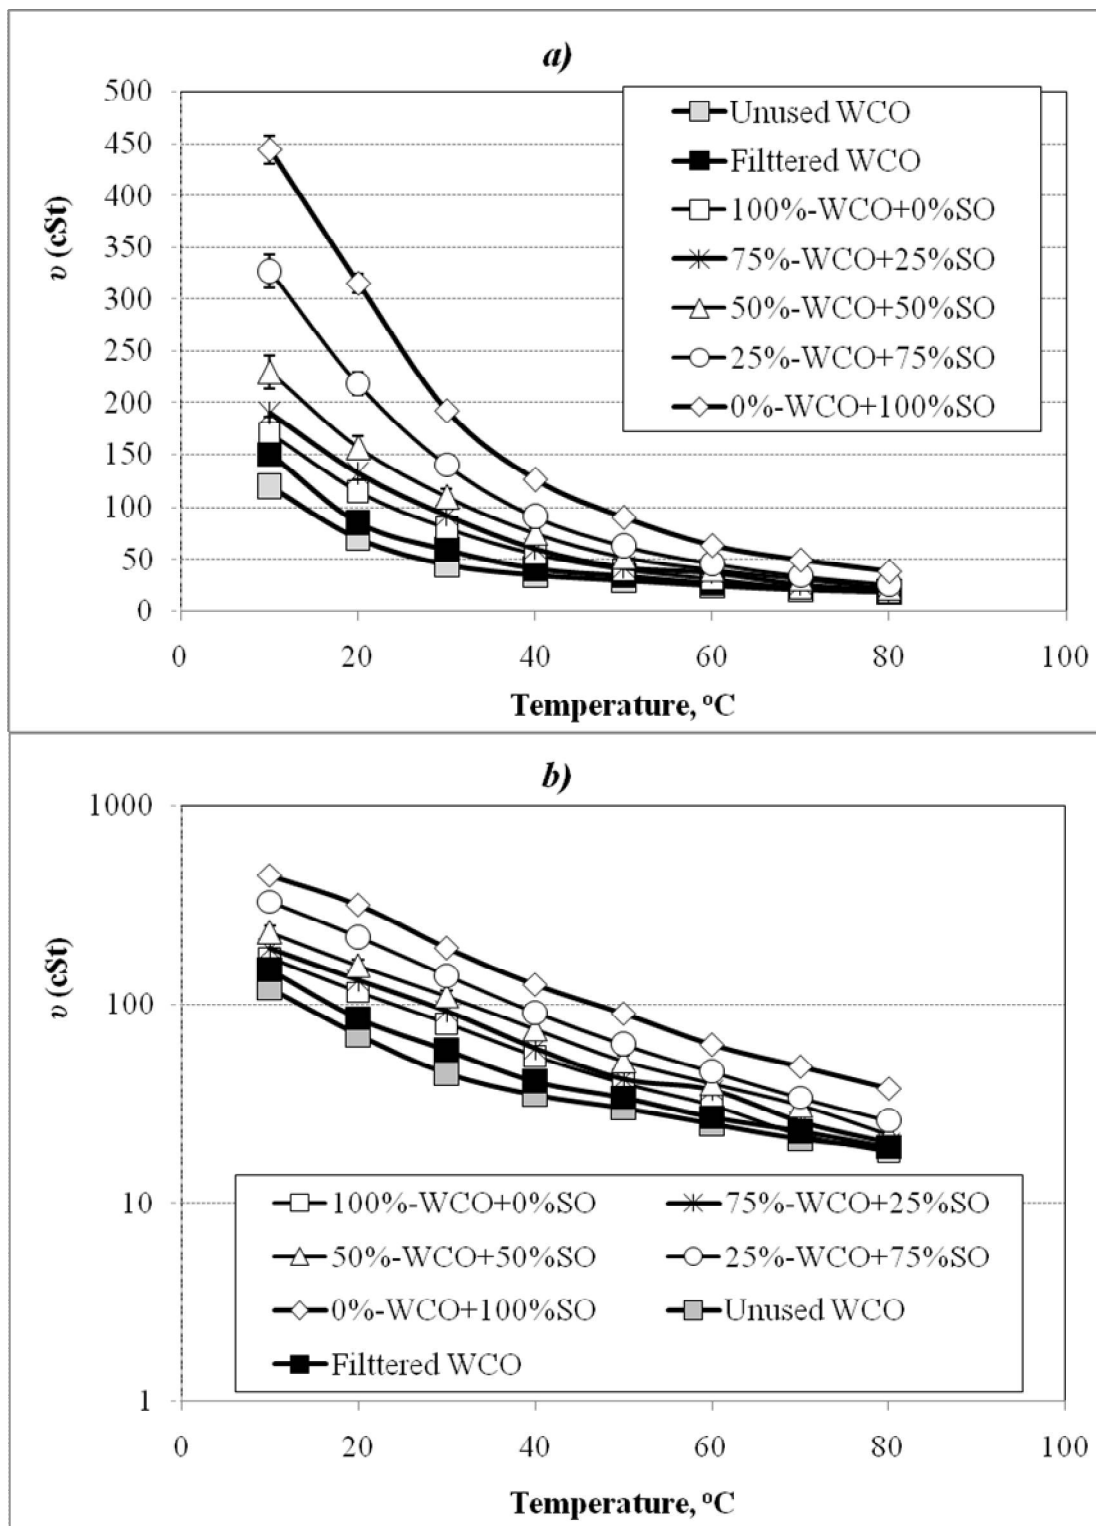 a)
500
450
400
350
300
250
200
150
100
50
0
υ (cSt)
Unused WCO
Filttered WCO
100%-WCO+0%SO
75%-WCO+25%SO
50%-WCO+50%SO
25%-WCO+75%SO
0%-WCO+100%SO
0 20 40 60 80 100
Temperature, °C
b)
1000
100
10
1
υ (cSt)
100%-WCO+0%SO 75%-WCO+25%SO
50%-WCO+50%SO 25%-WCO+75%SO
0%-WCO+100%SO Unused WCO
Filttered WCO
0 20 40 60 80 100
Temperature, °C